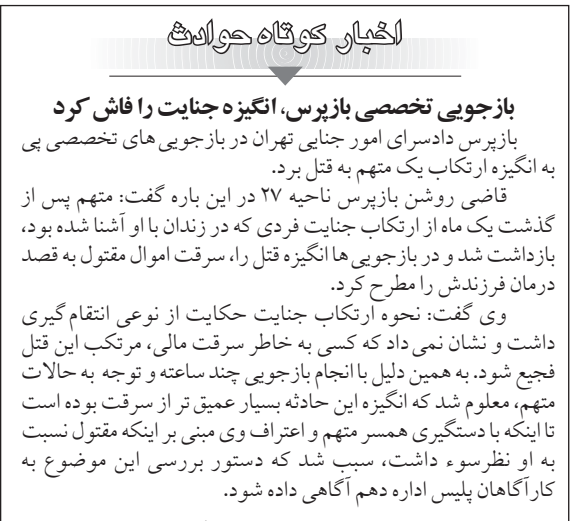 اخبار کوتاه حوادث
بازجویی تخصصی بازپرس، انگیزه جنایت را فاش کرد
بازپرس دادسرای امور جنایی تهران در بازجویی های تخصصی پی
به انگیزه ارتکاب یک متهم به قتل برد.
قاضی روشن بازپرس ناحیه ۲۷ در این باره گفت: متهم پس از
گذشت یک ماه از ارتکاب جنایت فردی که در زندان با او آشنا شده بود،
بازداشت شد و در بازجویی ها انگیزه قتل را، سرقت اموال مقتول به قصد
درمان فرزندش را مطرح کرد.
وی گفت: نحوه ارتکاب جنایت حکایت از نوعی انتقام گیری
داشت و نشان نمی داد که کسی به خاطر سرقت مالی، مرتکب این قتل
فجیع شود. به همین دلیل با انجام بازجویی چند ساعته و توجه به حالات
متهم، معلوم شد که انگیزه این حادثه بسیار عمیق تر از سرقت بوده است
تا اینکه با دستگیری همسر متهم و اعتراف وی مبنی بر اینکه مقتول نسبت
به او نظرسوء داشت، سبب شد که دستور بررسی این موضوع به
کارآگاهان پلیس اداره دهم آگاهی داده شود.